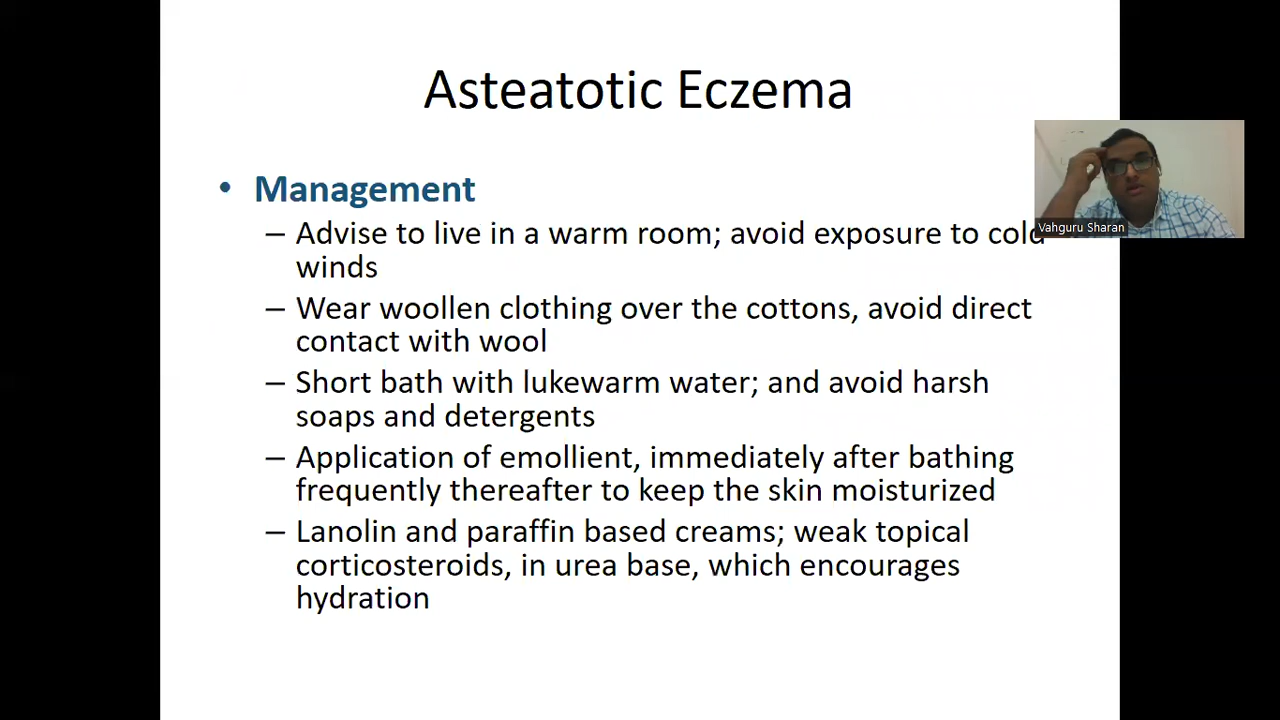 Asteatotic Eczema
• Management
– Advise to live in a warm room; avoid exposure to cold
winds
– Wear woollen clothing over the cottons, avoid direct
contact with wool
– Short bath with lukewarm water; and avoid harsh
soaps and detergents
– Application of emollient, immediately after bathing
frequently thereafter to keep the skin moisturized
– Lanolin and paraffin based creams; weak topical
corticosteroids, in urea base, which encourages
hydration
Vahguru Sharan